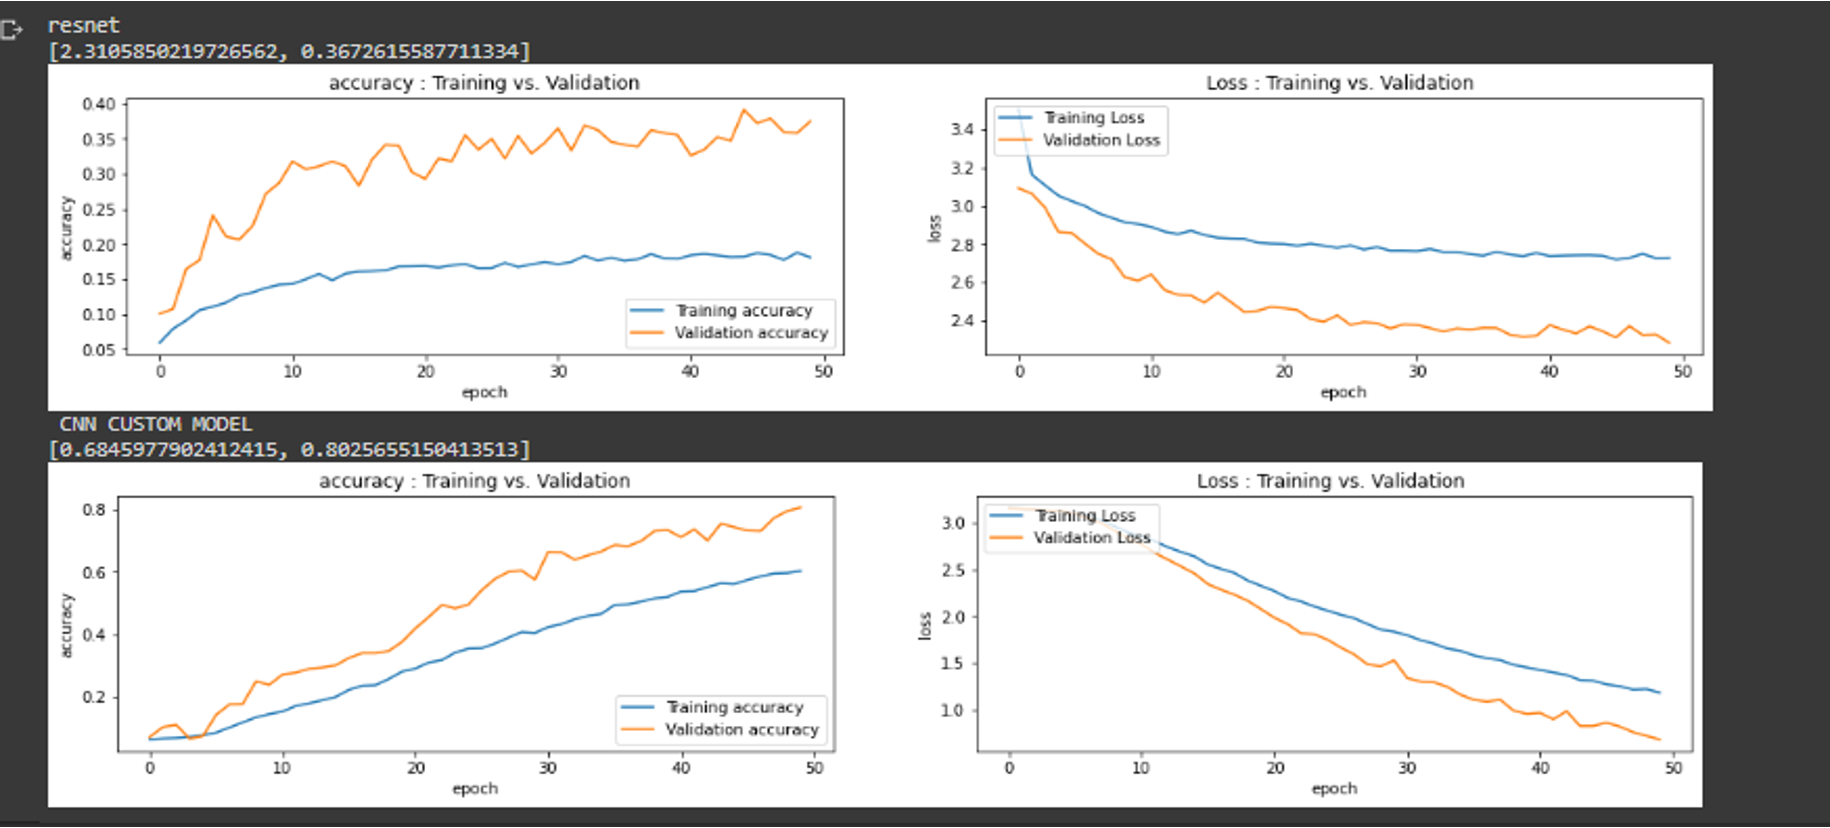 resnet
[2.3105850219726562, 0.3672615587711334]
accuracy : Training vs. Validation
0.40
0.35
0.30
0.25
0.20
0.15
0.10
0.05
accuracy
Training accuracy
Validation accuracy
0 10 20 30 40 50
epoch
Loss : Training vs. Validation
Training Loss
Validation Loss
3.4
3.2
3.0
2.8
2.6
2.4
loss
0 10 20 30 40 50
epoch
CNN CUSTOM MODEL
[0.6845977902412415, 0.8025655150413513]
accuracy : Training vs. Validation
0.8
0.6
0.4
0.2
accuracy
Training accuracy
Validation accuracy
0 10 20 30 40 50
epoch
Loss : Training vs. Validation
Training Loss
Validation Loss
3.0
2.5
2.0
1.5
1.0
loss
0 10 20 30 40 50
epoch